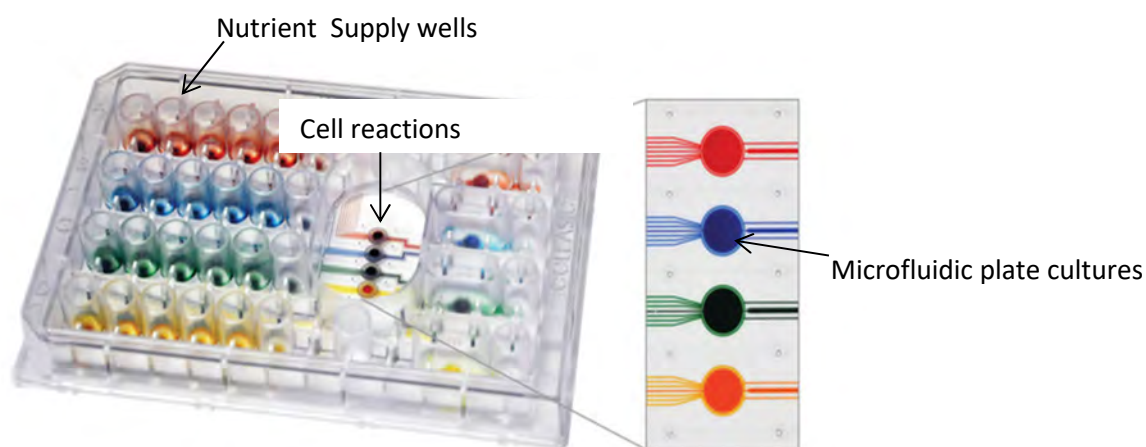 Nutrient Supply wells
Cell reactions
Microfluidic plate cultures